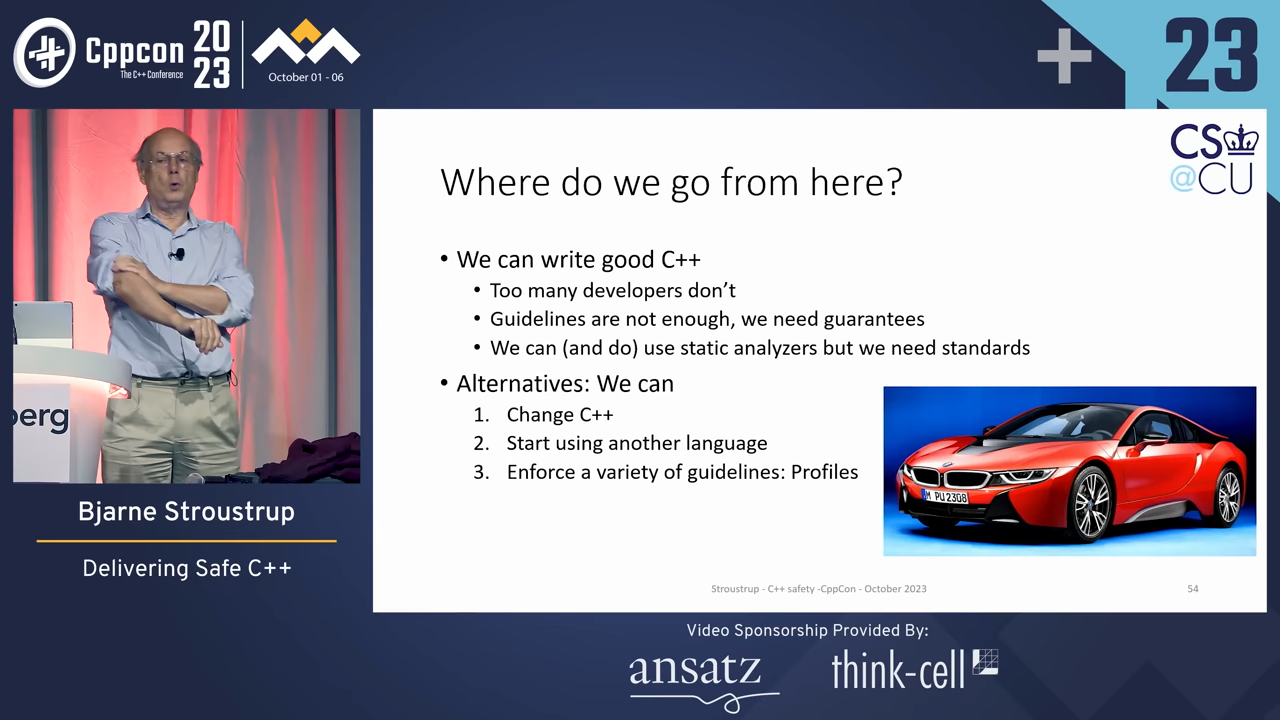 Cppcon
The C++ Conference
20
23
October 01 - 06
23
CS
@CU
Where do we go from here?
• We can write good C++
• Too many developers don’t
• Guidelines are not enough, we need guarantees
• We can (and do) use static analyzers but we need standards
• Alternatives: We can
1. Change C++
2. Start using another language
3. Enforce a variety of guidelines: Profiles
M PU 2308
berg
Bjarne Stroustrup
Delivering Safe C++
Stroustrup - C++ safety -CppCon - October 2023
54
Video Sponsorship Provided By:
ansatz
think-cell